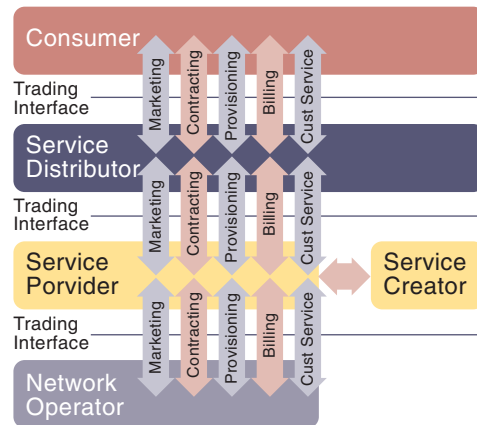 Consumer
Marketing
Contracting
Provisioning
Billing
Cust Service
Trading
Interface
Service
Distributor
Marketing
Contracting
Provisioning
Billing
Cust Service
Trading
Interface
Service
Porvider
Service
Creator
Marketing
Contracting
Provisioning
Billing
Cust Service
Trading
Interface
Network
Operator